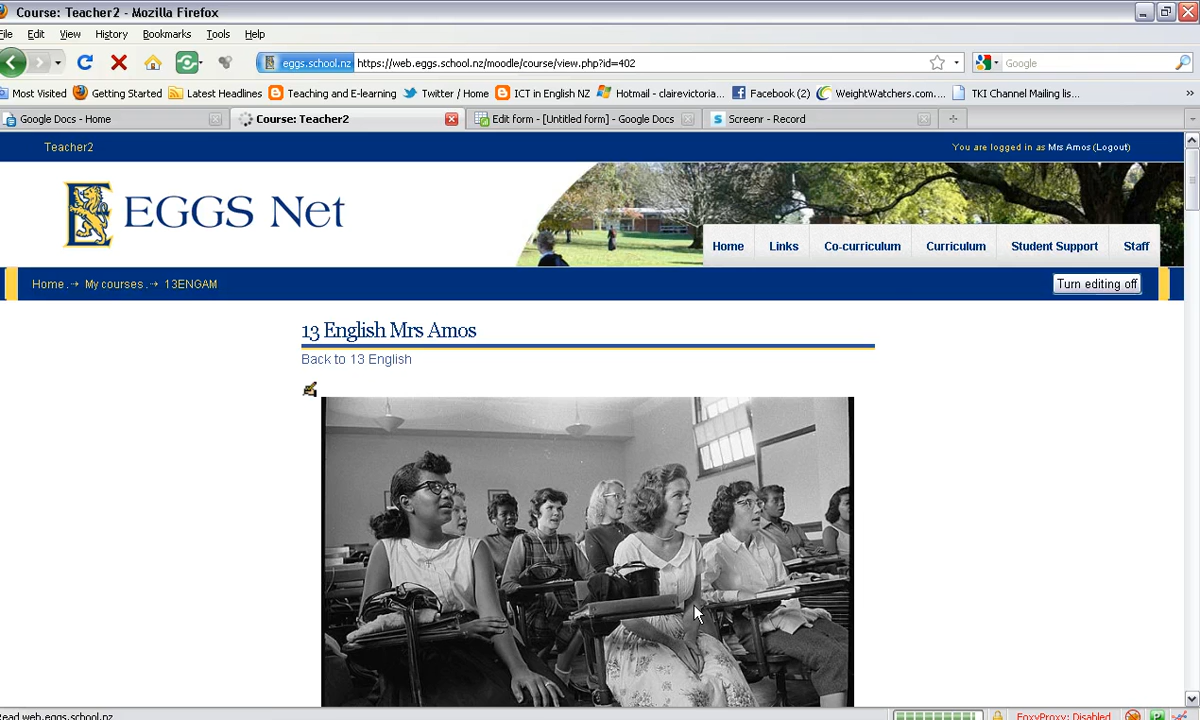 Course: Teacher2 - Mozilla Firefox
File Edit View History Bookmarks Tools Help
eggs.school.nz https://web.eggs.school.nz/moodle/course/view.php?id=402 Google
Most Visited Getting Started Latest Headlines Teaching and E-learning Twitter / Home ICT in English NZ Hotmail - clairevictoria... Facebook (2) WeightWatchers.com.... TKI Channel Mailing lis...
Google Docs - Home Course: Teacher2 Edit form - [Untitled form] - Google Docs Screenr - Record
Teacher2 You are logged in as Mrs Amos (Logout)
E EGGS Net
Home Links Co-curriculum Curriculum Student Support Staff
Home .→ My courses .→ 13ENGAM Turn editing off
13 English Mrs Amos
Back to 13 English
Read web.eggs.school.nz FoxyProxy: Disabled